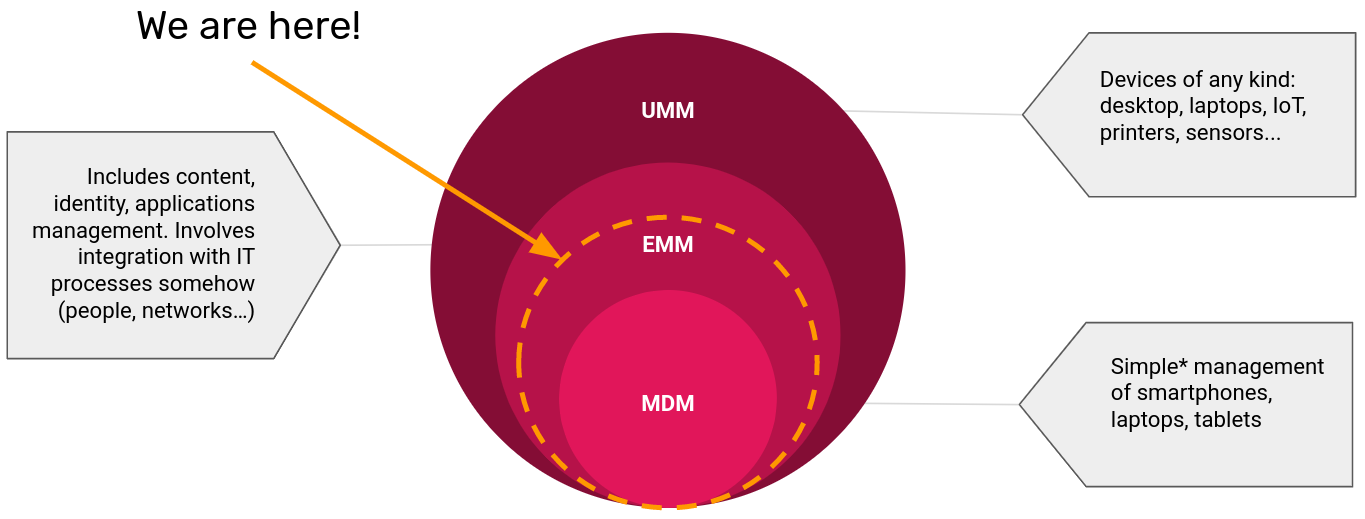 We are here!
UMM
Devices of any kind:
desktop, laptops, IoT,
printers, sensors...
Includes content,
identity, applications
management. Involves
integration with IT
processes somehow
(people, networks…)
EMM
MDM
Simple* management
of smartphones,
laptops, tablets